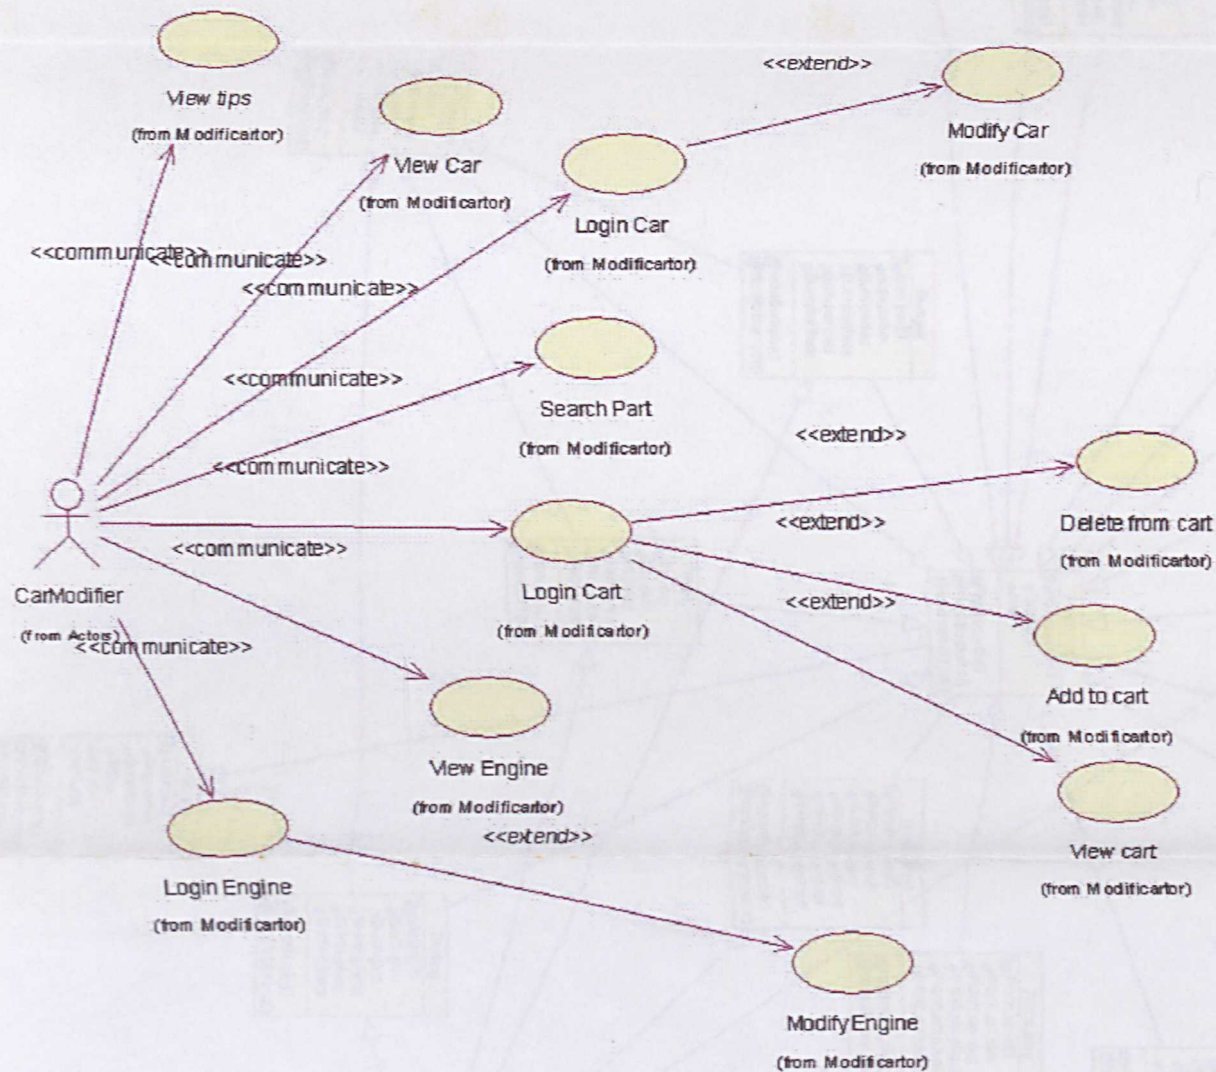 View tips
(from Modificartor)
View Car
(from Modificartor)
<<extend>>
Modify Car
(from Modificartor)
Login Car
(from Modificartor)
<<communicate>>
<<communicate>>
<<communicate>>
Search Part
(from Modificartor)
<<communicate>>
<<communicate>>
<<extend>>
Delete from cart
(from Modificartor)
<<communicate>>
Login Cart
(from Modificartor)
<<extend>>
<<extend>>
CarModifier
(from Actors)
<<communicate>>
Add to cart
(from Modificartor)
View Engine
(from Modificartor)
<<extend>>
View cart
(from Modificartor)
Login Engine
(from Modificartor)
Modify Engine
(from Modificartor)